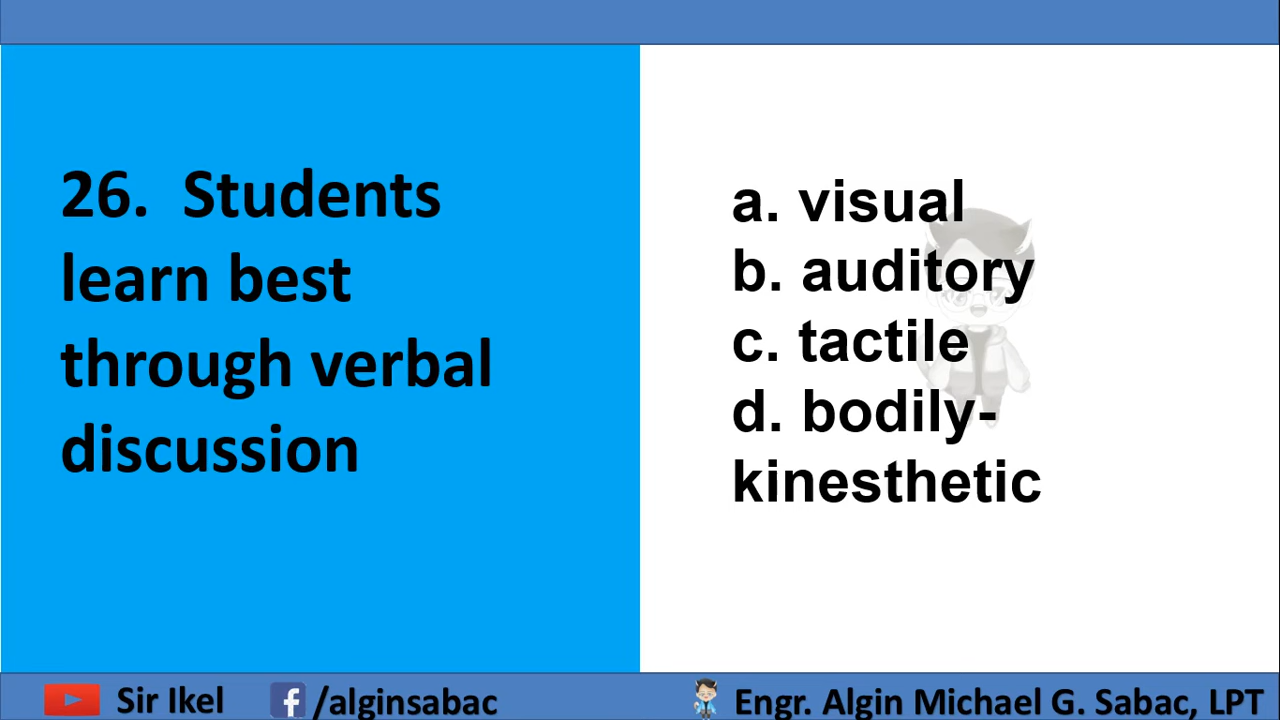 26.  Students
learn best
through verbal
discussion
a. visual
b. auditory
c. tactile
d. bodily-
kinesthetic
Sir Ikel
/alginsabac
Engr. Algin Michael G. Sabac, LPT